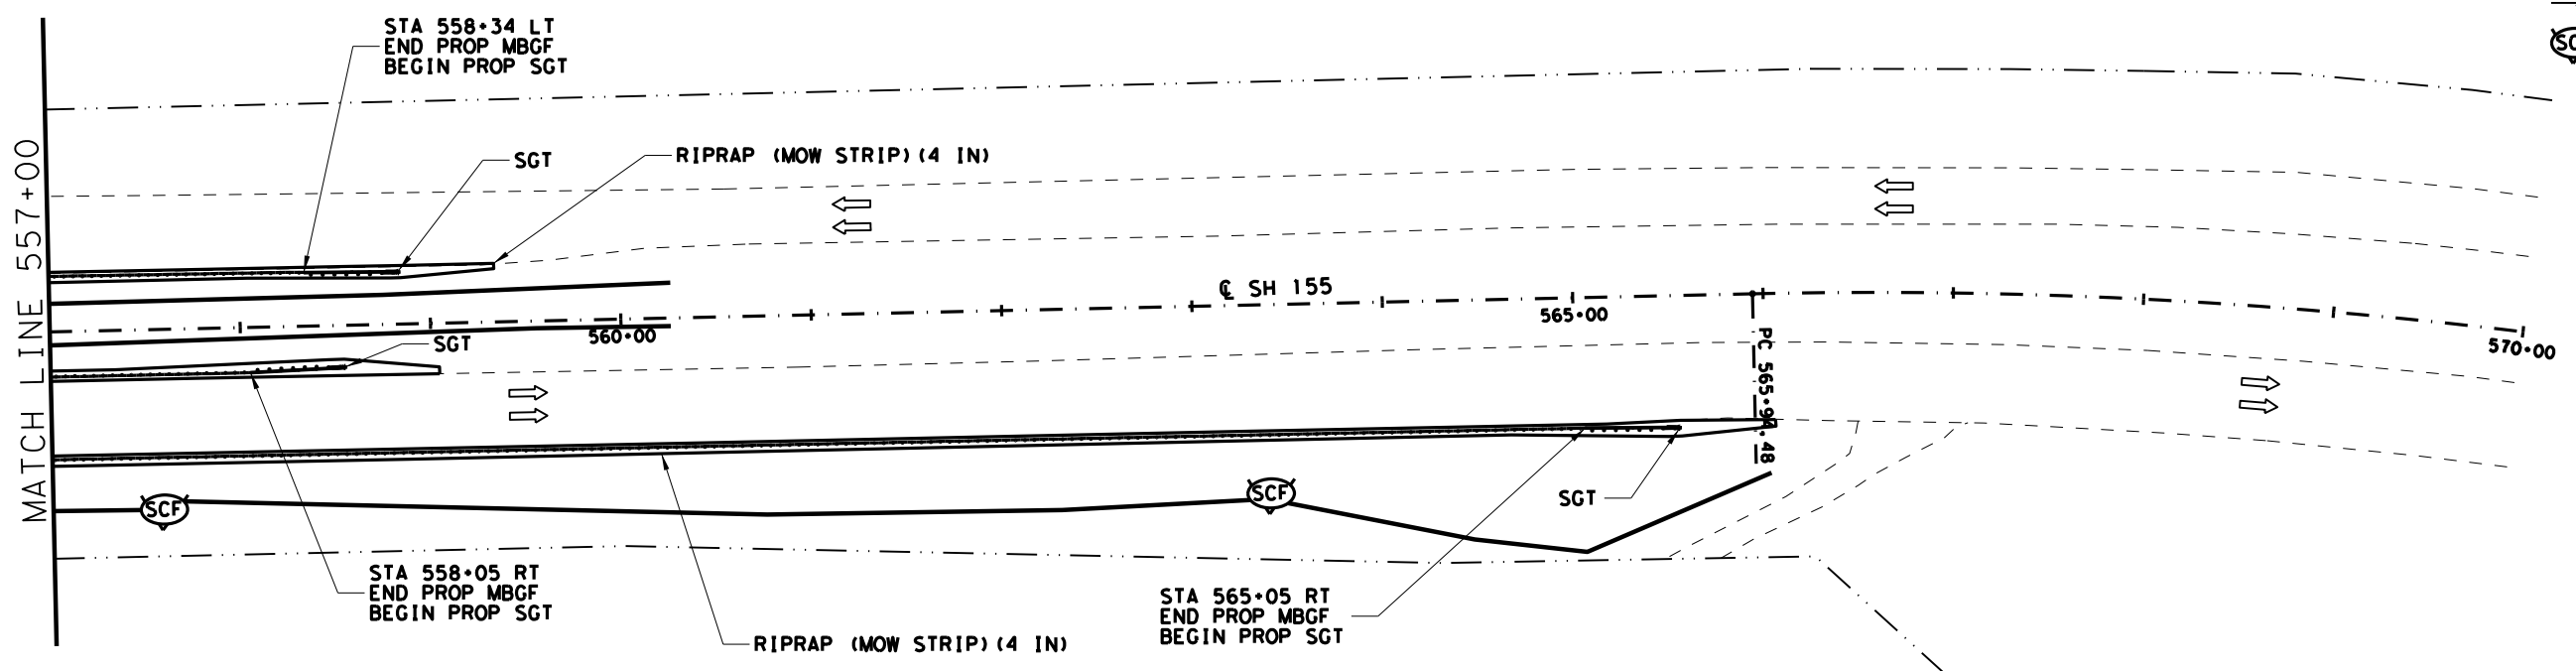 STA 558+34 LT
END PROP MBGF
BEGIN PROP SGT
SGT
RIPRAP (MOW STRIP)(4 IN)
MATCH LINE 557+00
℄ SH 155
560+00
565+00
570+00
SGT
PC 565+94.48
SCF
SCF
SGT
STA 558+05 RT
END PROP MBGF
BEGIN PROP SGT
RIPRAP (MOW STRIP)(4 IN)
STA 565+05 RT
END PROP MBGF
BEGIN PROP SGT